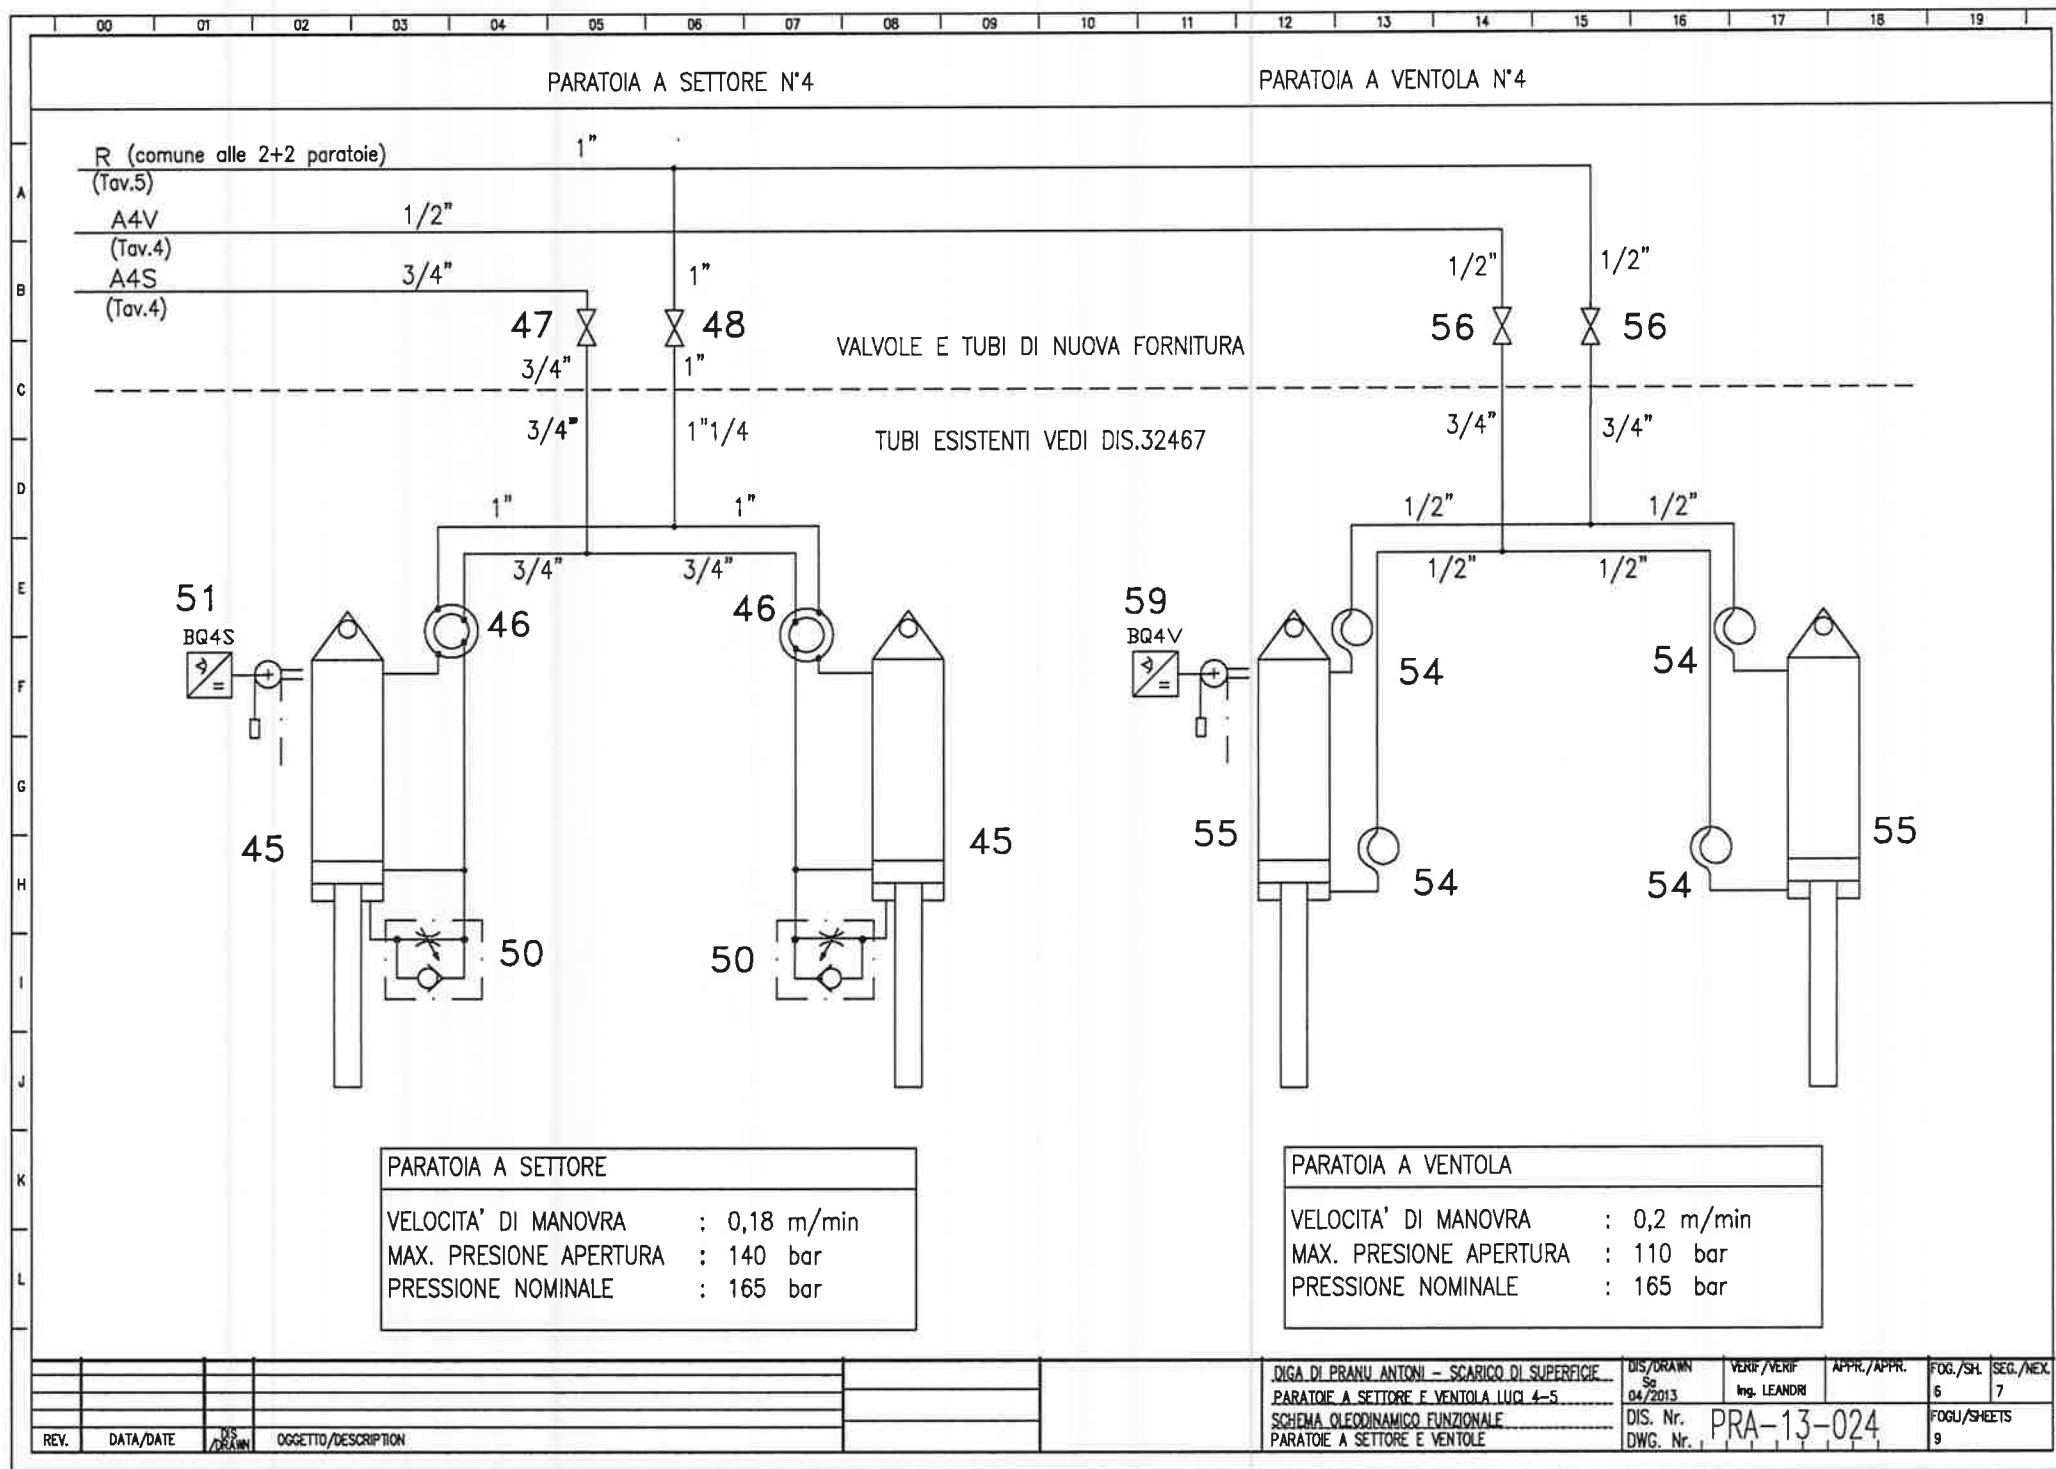 00 01 02 03 04 05 06 07 08 09 10 11 12 13 14 15 16 17 18 19
PARATOIA A SETTORE N°4
PARATOIA A VENTOLA N°4
R (comune alle 2+2 paratoie)
1"
(Tav.5)
A
A4V
1/2"
(Tav.4)
A4S
3/4"
1"
1/2"
1/2"
B
(Tav.4)
47
48
56
56
VALVOLE E TUBI DI NUOVA FORNITURA
3/4"
1"
C
3/4"
1"1/4
TUBI ESISTENTI VEDI DIS.32467
3/4"
3/4"
D
1"
1"
1/2"
1/2"
3/4"
3/4"
1/2"
1/2"
E
51
46
46
59
BQ4S
BQ4V
=
=
F
54
54
G
45
45
55
55
H
54
54
50
50
I
J
PARATOIA A SETTORE
VELOCITA' DI MANOVRA : 0,18 m/min
MAX. PRESIONE APERTURA : 140 bar
PRESSIONE NOMINALE : 165 bar
PARATOIA A VENTOLA
VELOCITA' DI MANOVRA : 0,2 m/min
MAX. PRESIONE APERTURA : 110 bar
PRESSIONE NOMINALE : 165 bar
K
L
REV. DATA/DATE DIS/DRAWN OGGETTO/DESCRIPTION
DIGA DI PRANU ANTONI - SCARICO DI SUPERFICIE
PARATOIE A SETTORE E VENTOLA LUCI 4-5
SCHEMA OLEODINAMICO FUNZIONALE
PARATOIE A SETTORE E VENTOLE
DIS/DRAWN
Sa
04/2013
VERIF/VERIF
Ing. LEANDRI
APPR./APPR.
FOG./SH.
6
SEG./NEX.
7
DIS. Nr.
DWG. Nr.
PRA-13-024
FOGLI/SHEETS
9